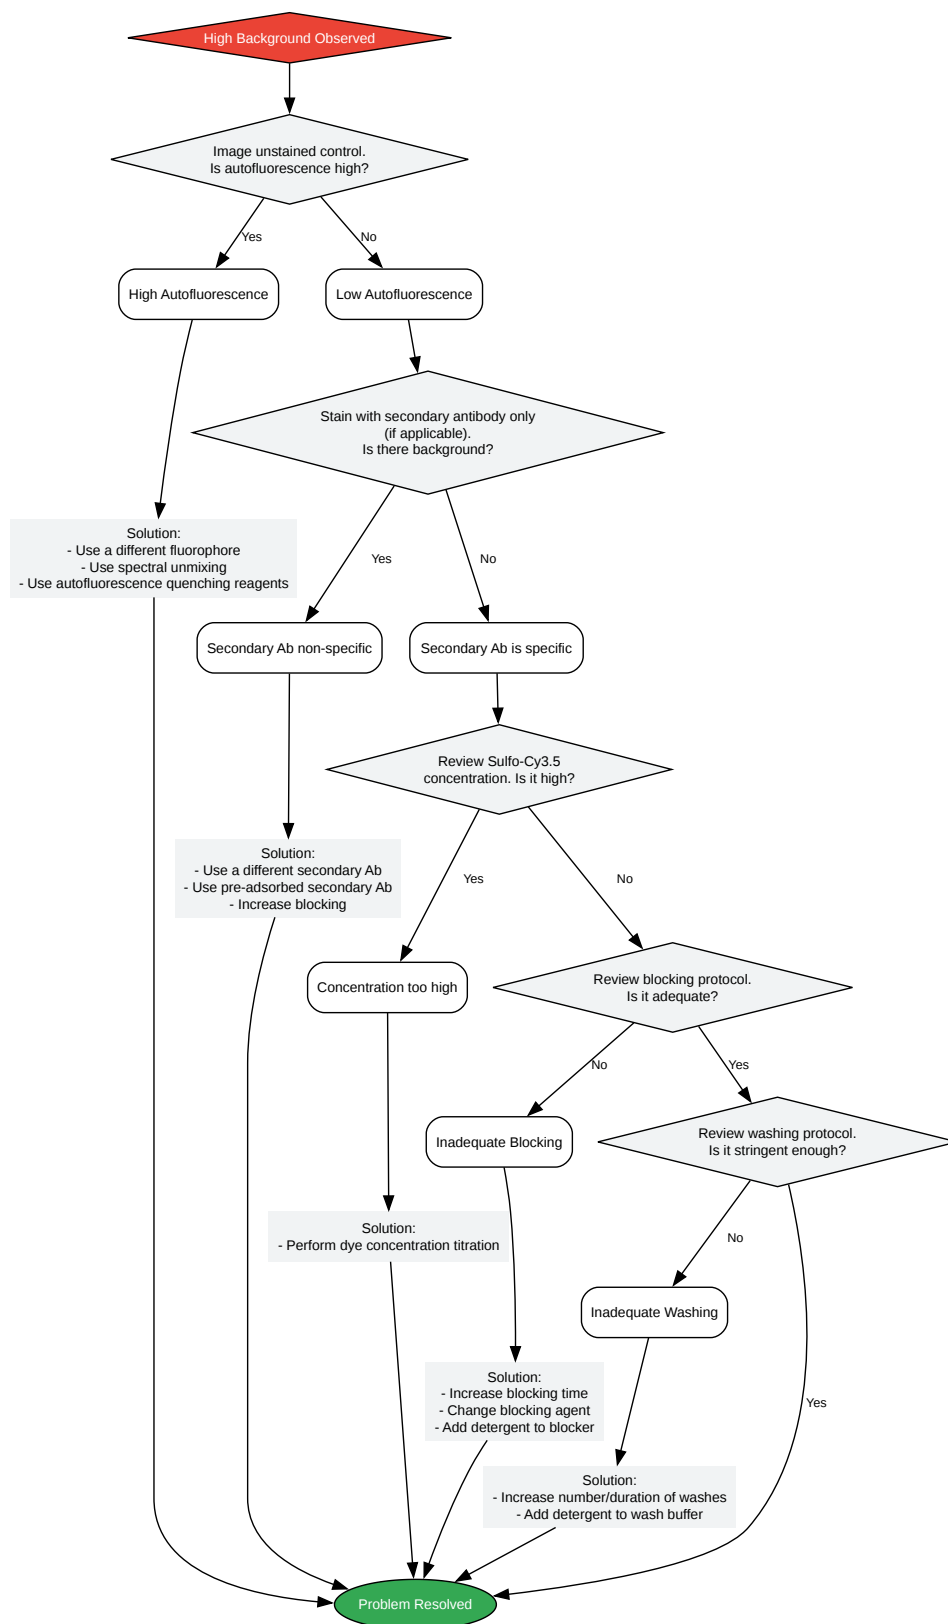 High Background Observed
Image unstained control.
Is autofluorescence high?
Yes
No
High Autofluorescence
Low Autofluorescence
Stain with secondary antibody only
(if applicable).
Is there background?
Solution:
- Use a different fluorophore
- Use spectral unmixing
- Use autofluorescence quenching reagents
Yes
No
Secondary Ab non-specific
Secondary Ab is specific
Review Sulfo-Cy3.5
concentration. Is it high?
Solution:
- Use a different secondary Ab
- Use pre-adsorbed secondary Ab
- Increase blocking
Yes
No
Concentration too high
Review blocking protocol.
Is it adequate?
No
Yes
Inadequate Blocking
Review washing protocol.
Is it stringent enough?
Solution:
- Perform dye concentration titration
No
Inadequate Washing
Solution:
- Increase blocking time
- Change blocking agent
- Add detergent to blocker
Yes
Solution:
- Increase number/duration of washes
- Add detergent to wash buffer
Problem Resolved